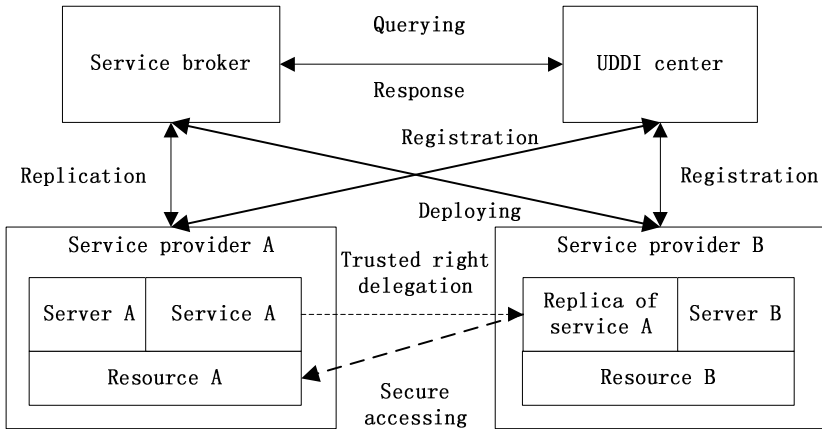 Querying
Service broker
UDDI center
Response
Registration
Replication
Registration
Deploying
Service provider A
Service provider B
Trusted right
delegation
Server A
Service A
Replica of
service A
Server B
Resource A
Resource B
Secure
accessing